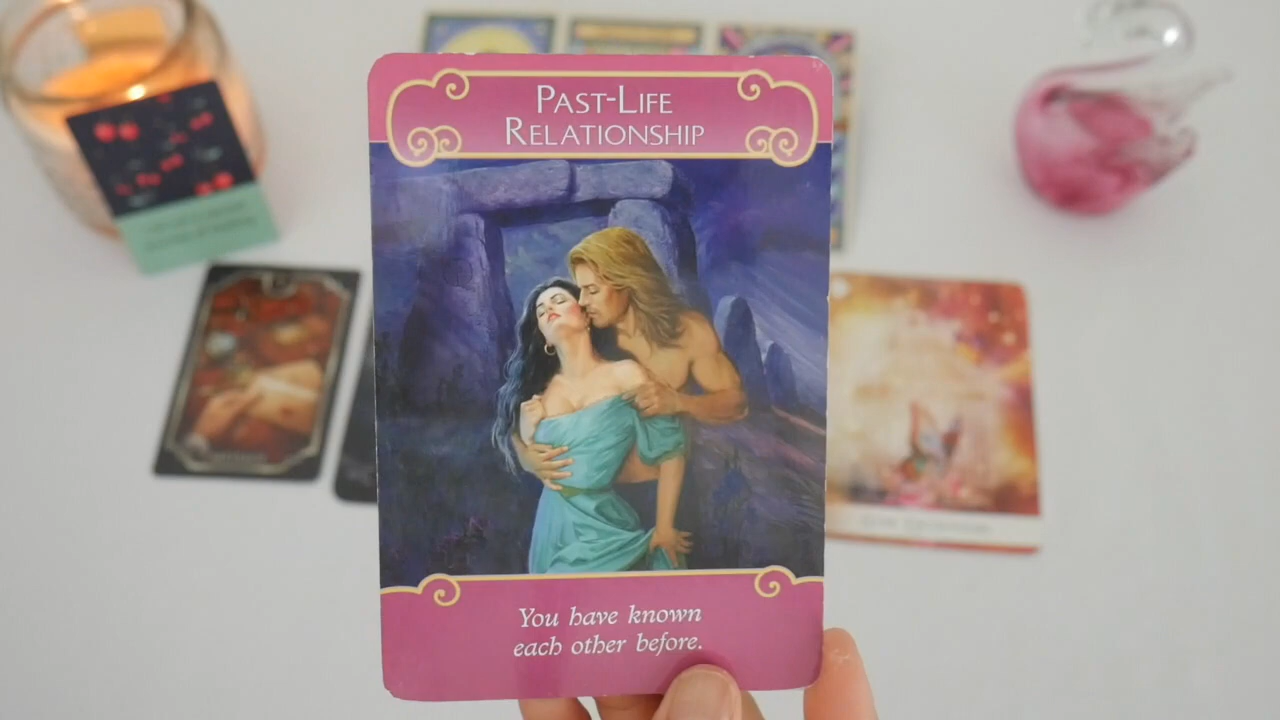 Past-Life
Relationship
You have known
each other before.